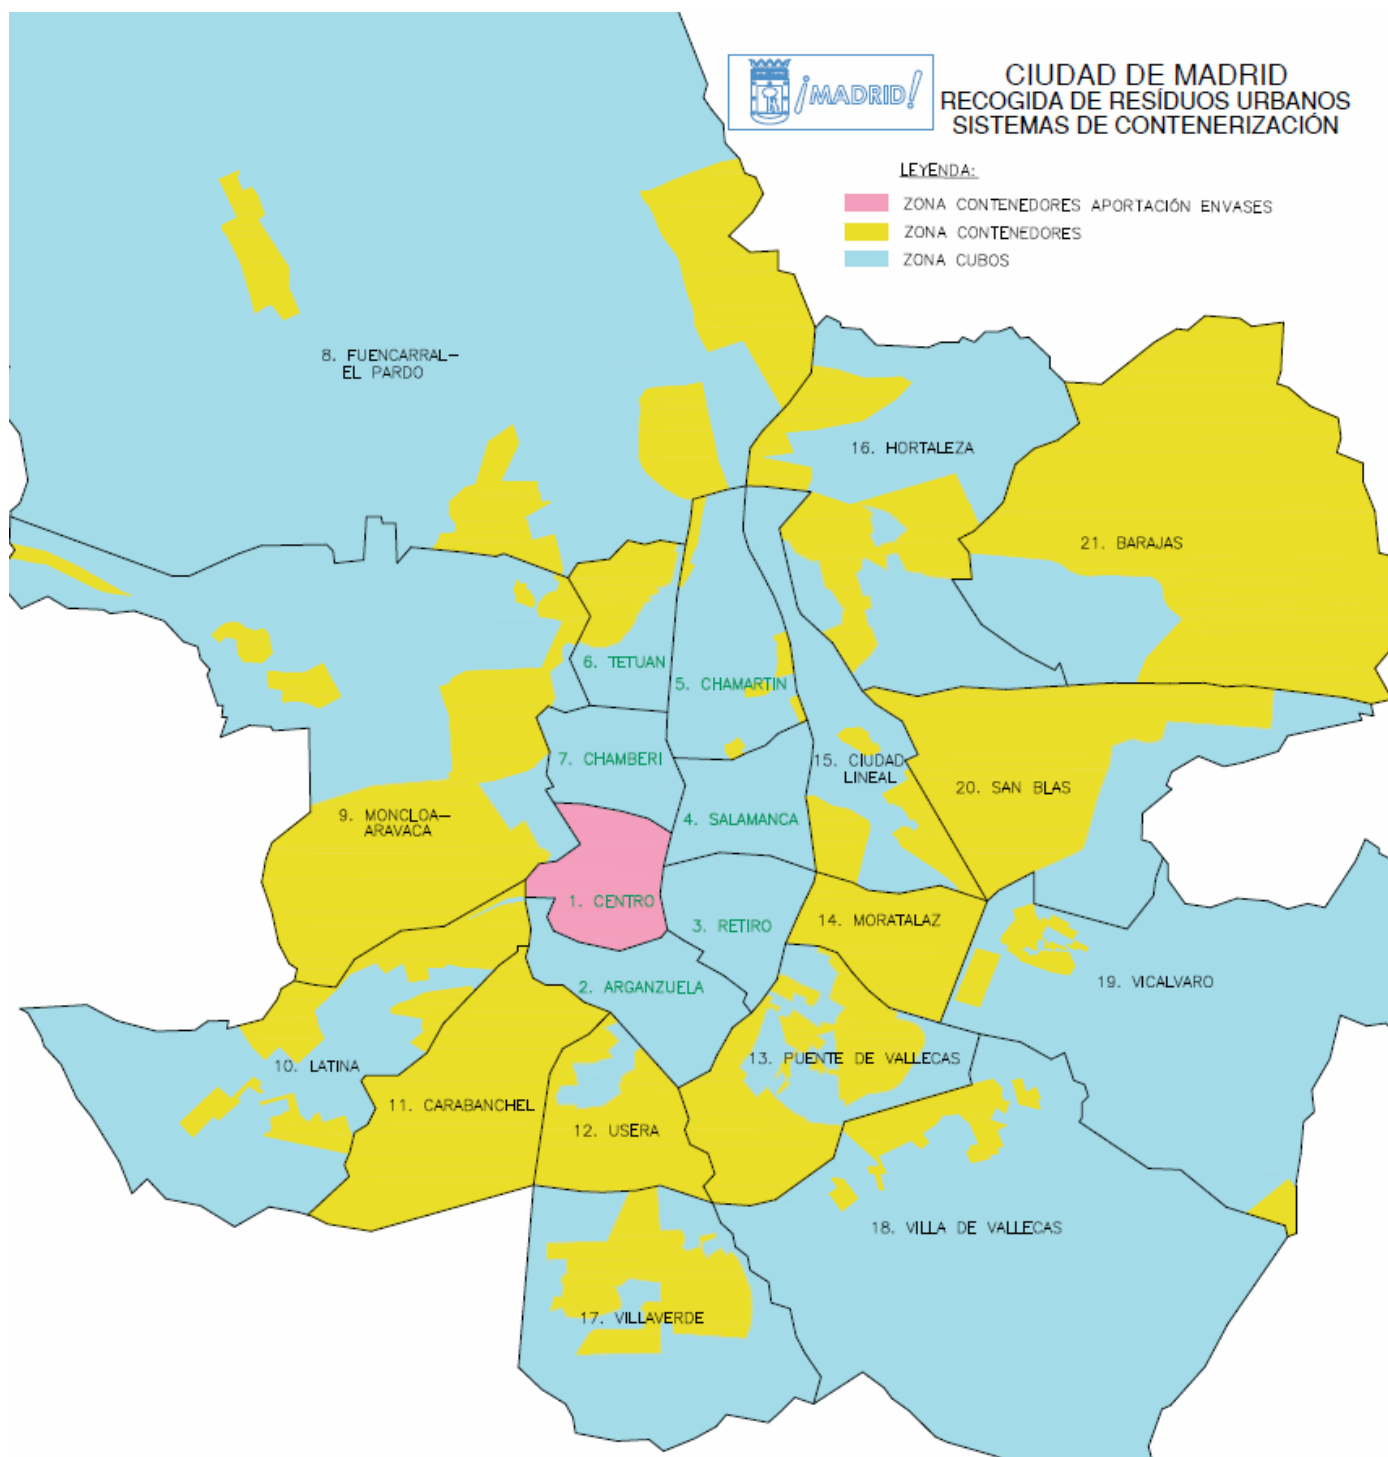 ¡MADRID!
CIUDAD DE MADRID
RECOGIDA DE RESÍDUOS URBANOS
SISTEMAS DE CONTENERIZACIÓN
LEYENDA:
ZONA CONTENEDORES APORTACIÓN ENVASES
ZONA CONTENEDORES
ZONA CUBOS
8. FUENCARRAL-
EL PARDO
16. HORTALEZA
21. BARAJAS
6. TETUAN
5. CHAMARTIN
7. CHAMBERI
15. CIUDAD
LINEAL
20. SAN BLAS
9. MONCLOA-
ARAVACA
4. SALAMANCA
1. CENTRO
3. RETIRO
14. MORATALAZ
2. ARGANZUELA
19. VICALVARO
10. LATINA
13. PUENTE DE VALLECAS
11. CARABANCHEL
12. USERA
18. VILLA DE VALLECAS
17. VILLAVERDE